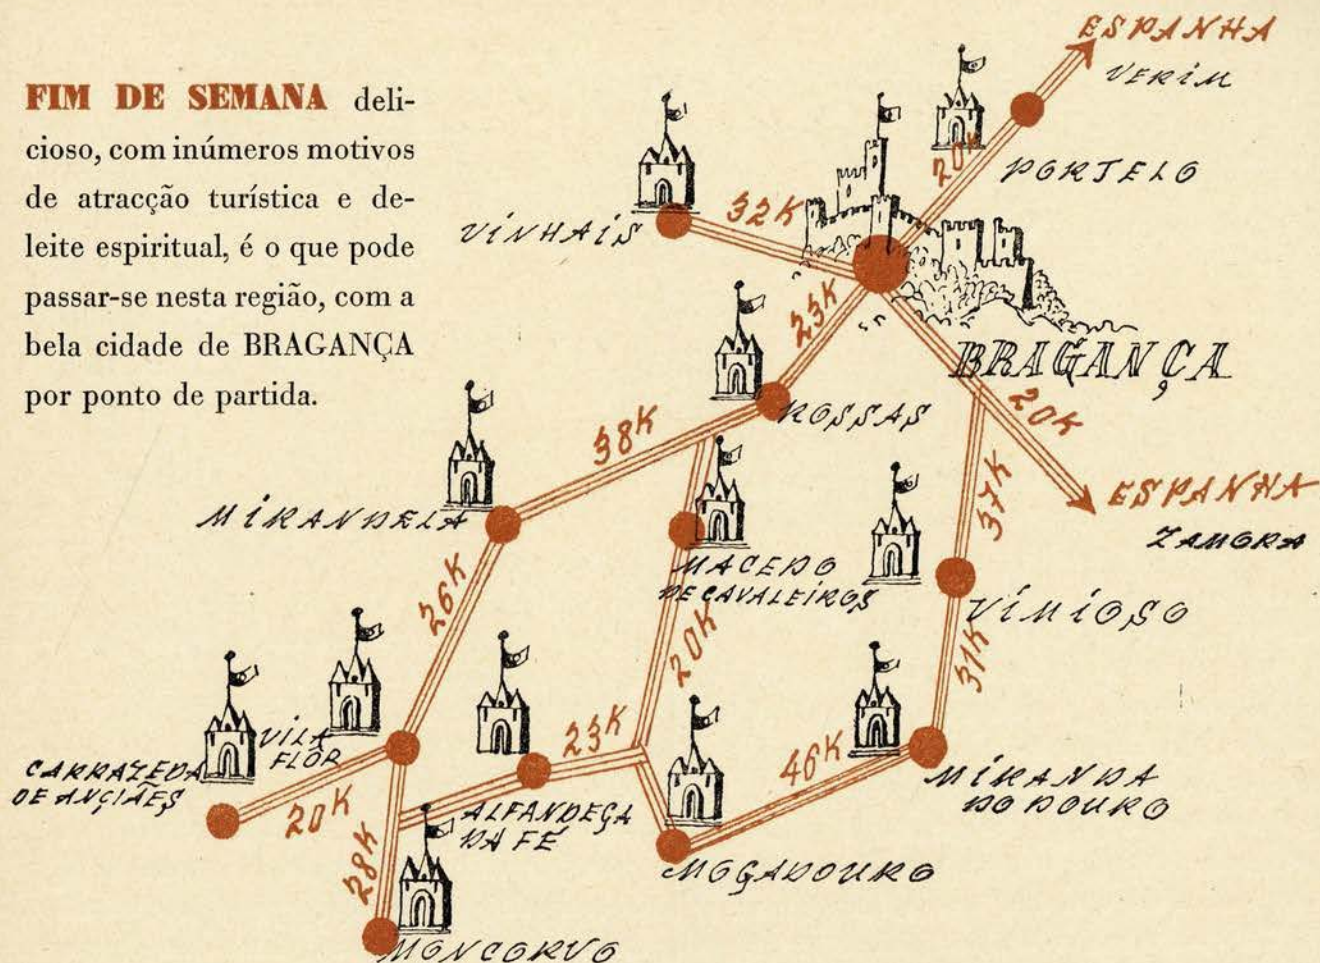 FIM DE SEMANA deli-
cioso, com inúmeros motivos
de atracção turística e de-
leite espiritual, é o que pode
passar-se nesta região, com a
bela cidade de BRAGANÇA
por ponto de partida.
ESPANHA
VERIM
20K
PORTELO
VINHAIS
32K
23K
BRAGANÇA
20K
ROSSAS
38K
37K
ESPANHA
ZAMORA
MIRANDELA
MACEDO
DE CAVALEIROS
VIMIOSO
26K
20K
31K
VILA
FLÔR
23K
46K
CARRAZEDA
DE ANCIÃES
20K
ALFANDEGA
DA FÉ
MIRANDA
DO DOURO
28K
MOGADOURO
MONCORVO